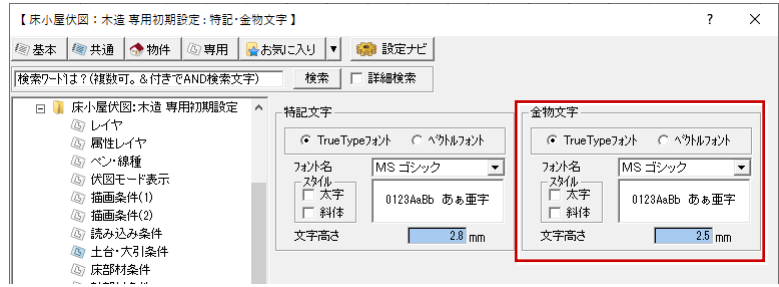 【 床小屋伏図：木造 専用初期設定 : 特記・金物文字 】
? ×
基本 共通 物件 専用 お気に入り ▼ 設定ナビ
検索ワードは？(複数可。＆付きでAND検索文字) 検索 詳細検索
床小屋伏図:木造 専用初期設定
レイヤ
属性レイヤ
ペン・線種
伏図モード表示
描画条件(1)
描画条件(2)
読み込み条件
土台・大引条件
床部材条件
特記文字
TrueTypeフォント ベクトルフォント
フォント名 MS ゴシック
スタイル
太字
斜体
0123AaBb あぁ亜字
文字高さ 2.8 mm
金物文字
TrueTypeフォント ベクトルフォント
フォント名 MS ゴシック
スタイル
太字
斜体
0123AaBb あぁ亜字
文字高さ 2.5 mm